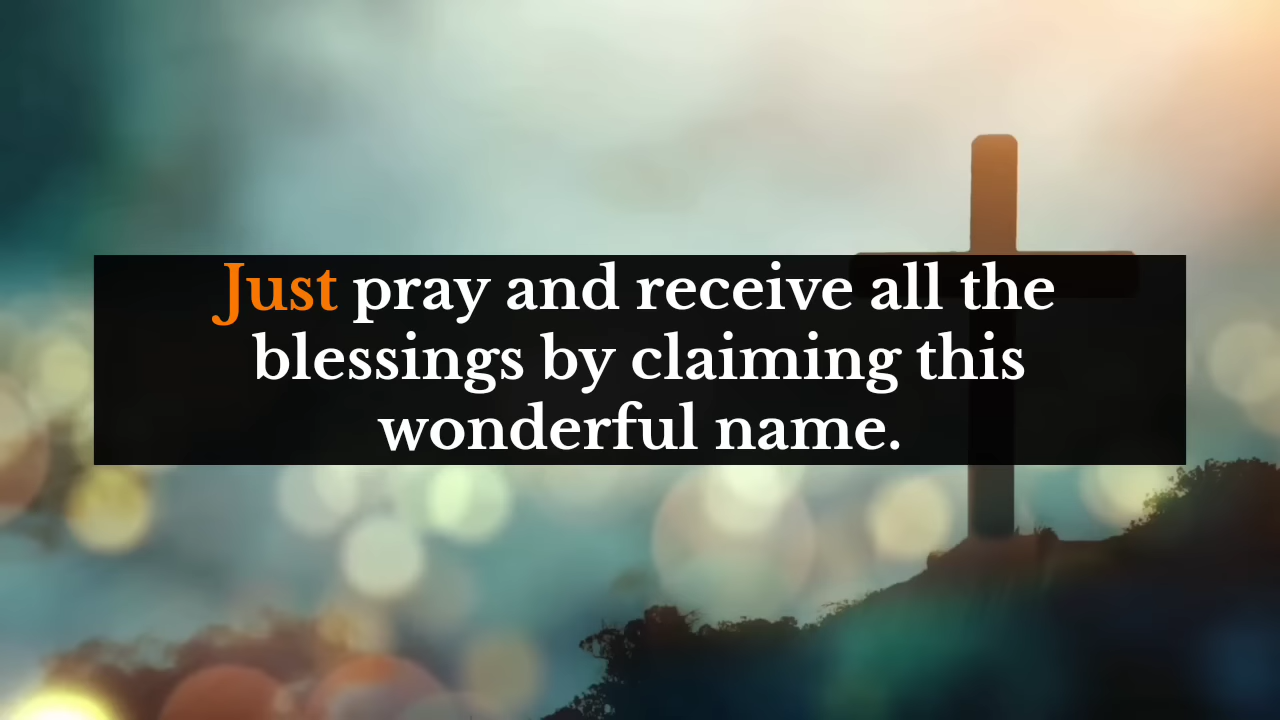 Just pray and receive all the
blessings by claiming this
wonderful name.